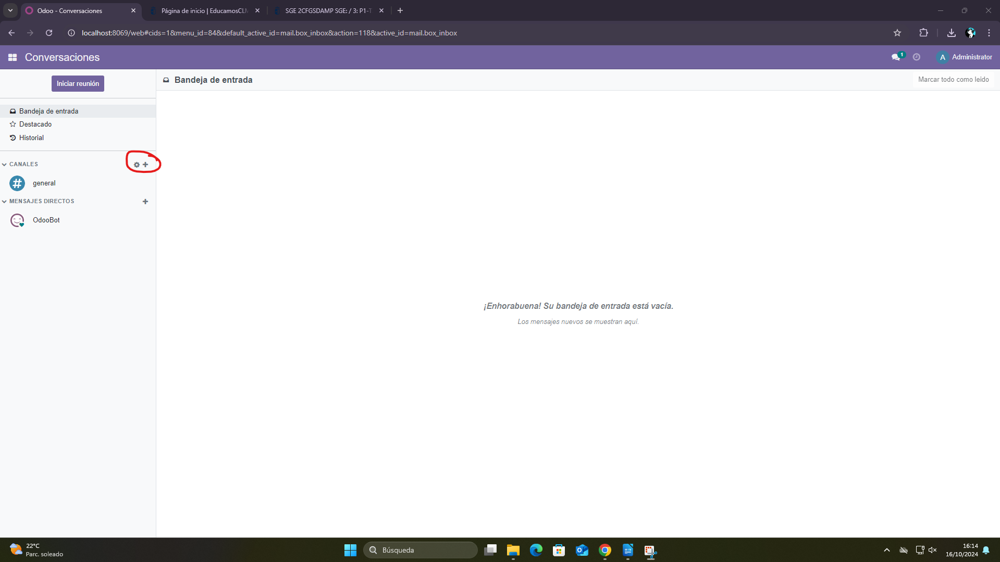 Odoo - Conversaciones
Página de inicio | EducamosCLM
SGE 2CFGSDAMP SGE: / 3: P1-T
localhost:8069/web#cids=1&menu_id=84&default_active_id=mail.box_inbox&action=118&active_id=mail.box_inbox
Conversaciones
1
A Administrator
Iniciar reunión
Bandeja de entrada
Marcar todo como leido
Bandeja de entrada
Destacado
Historial
CANALES
# general
MENSAJES DIRECTOS
OdooBot
¡Enhorabuena! Su bandeja de entrada está vacía.
Los mensajes nuevos se muestran aquí.
22°C
Parc. soleado
Búsqueda
16:14
16/10/2024